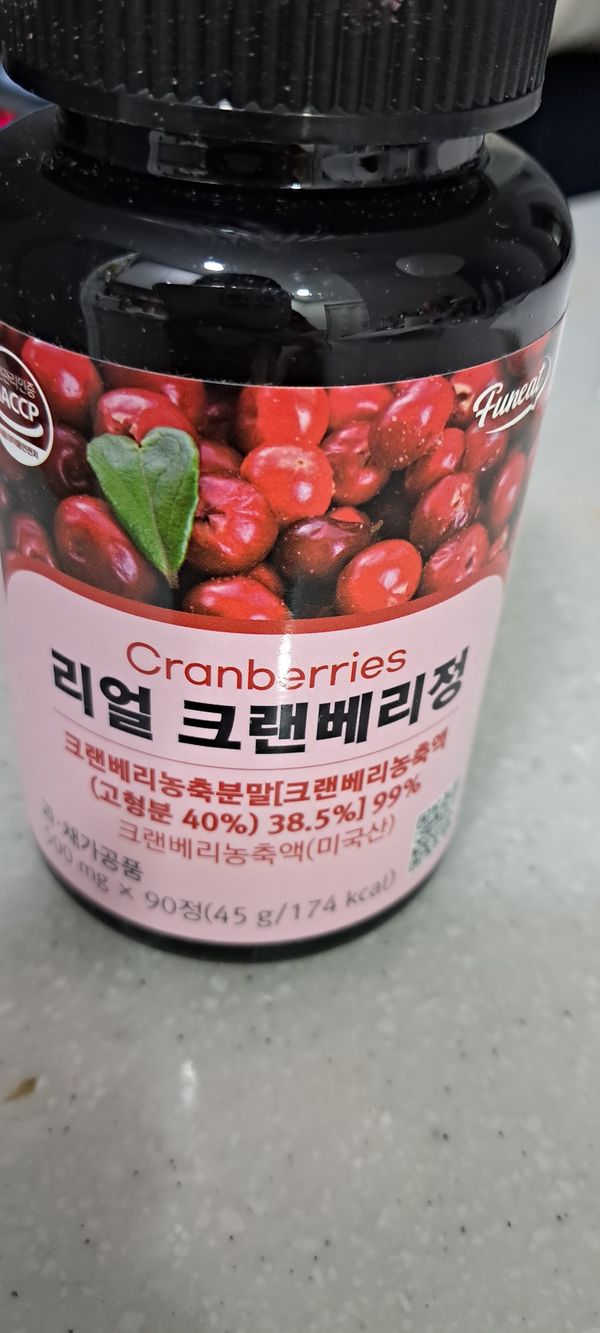 ACCP
Funeat
Cranberries
리얼 크랜베리정
크랜베리농축분말[크랜베리농축액
(고형분 40%) 38.5%] 99%
크랜베리농축액(미국산)
과·채가공품
500 mg × 90정(45 g/174 kcal)